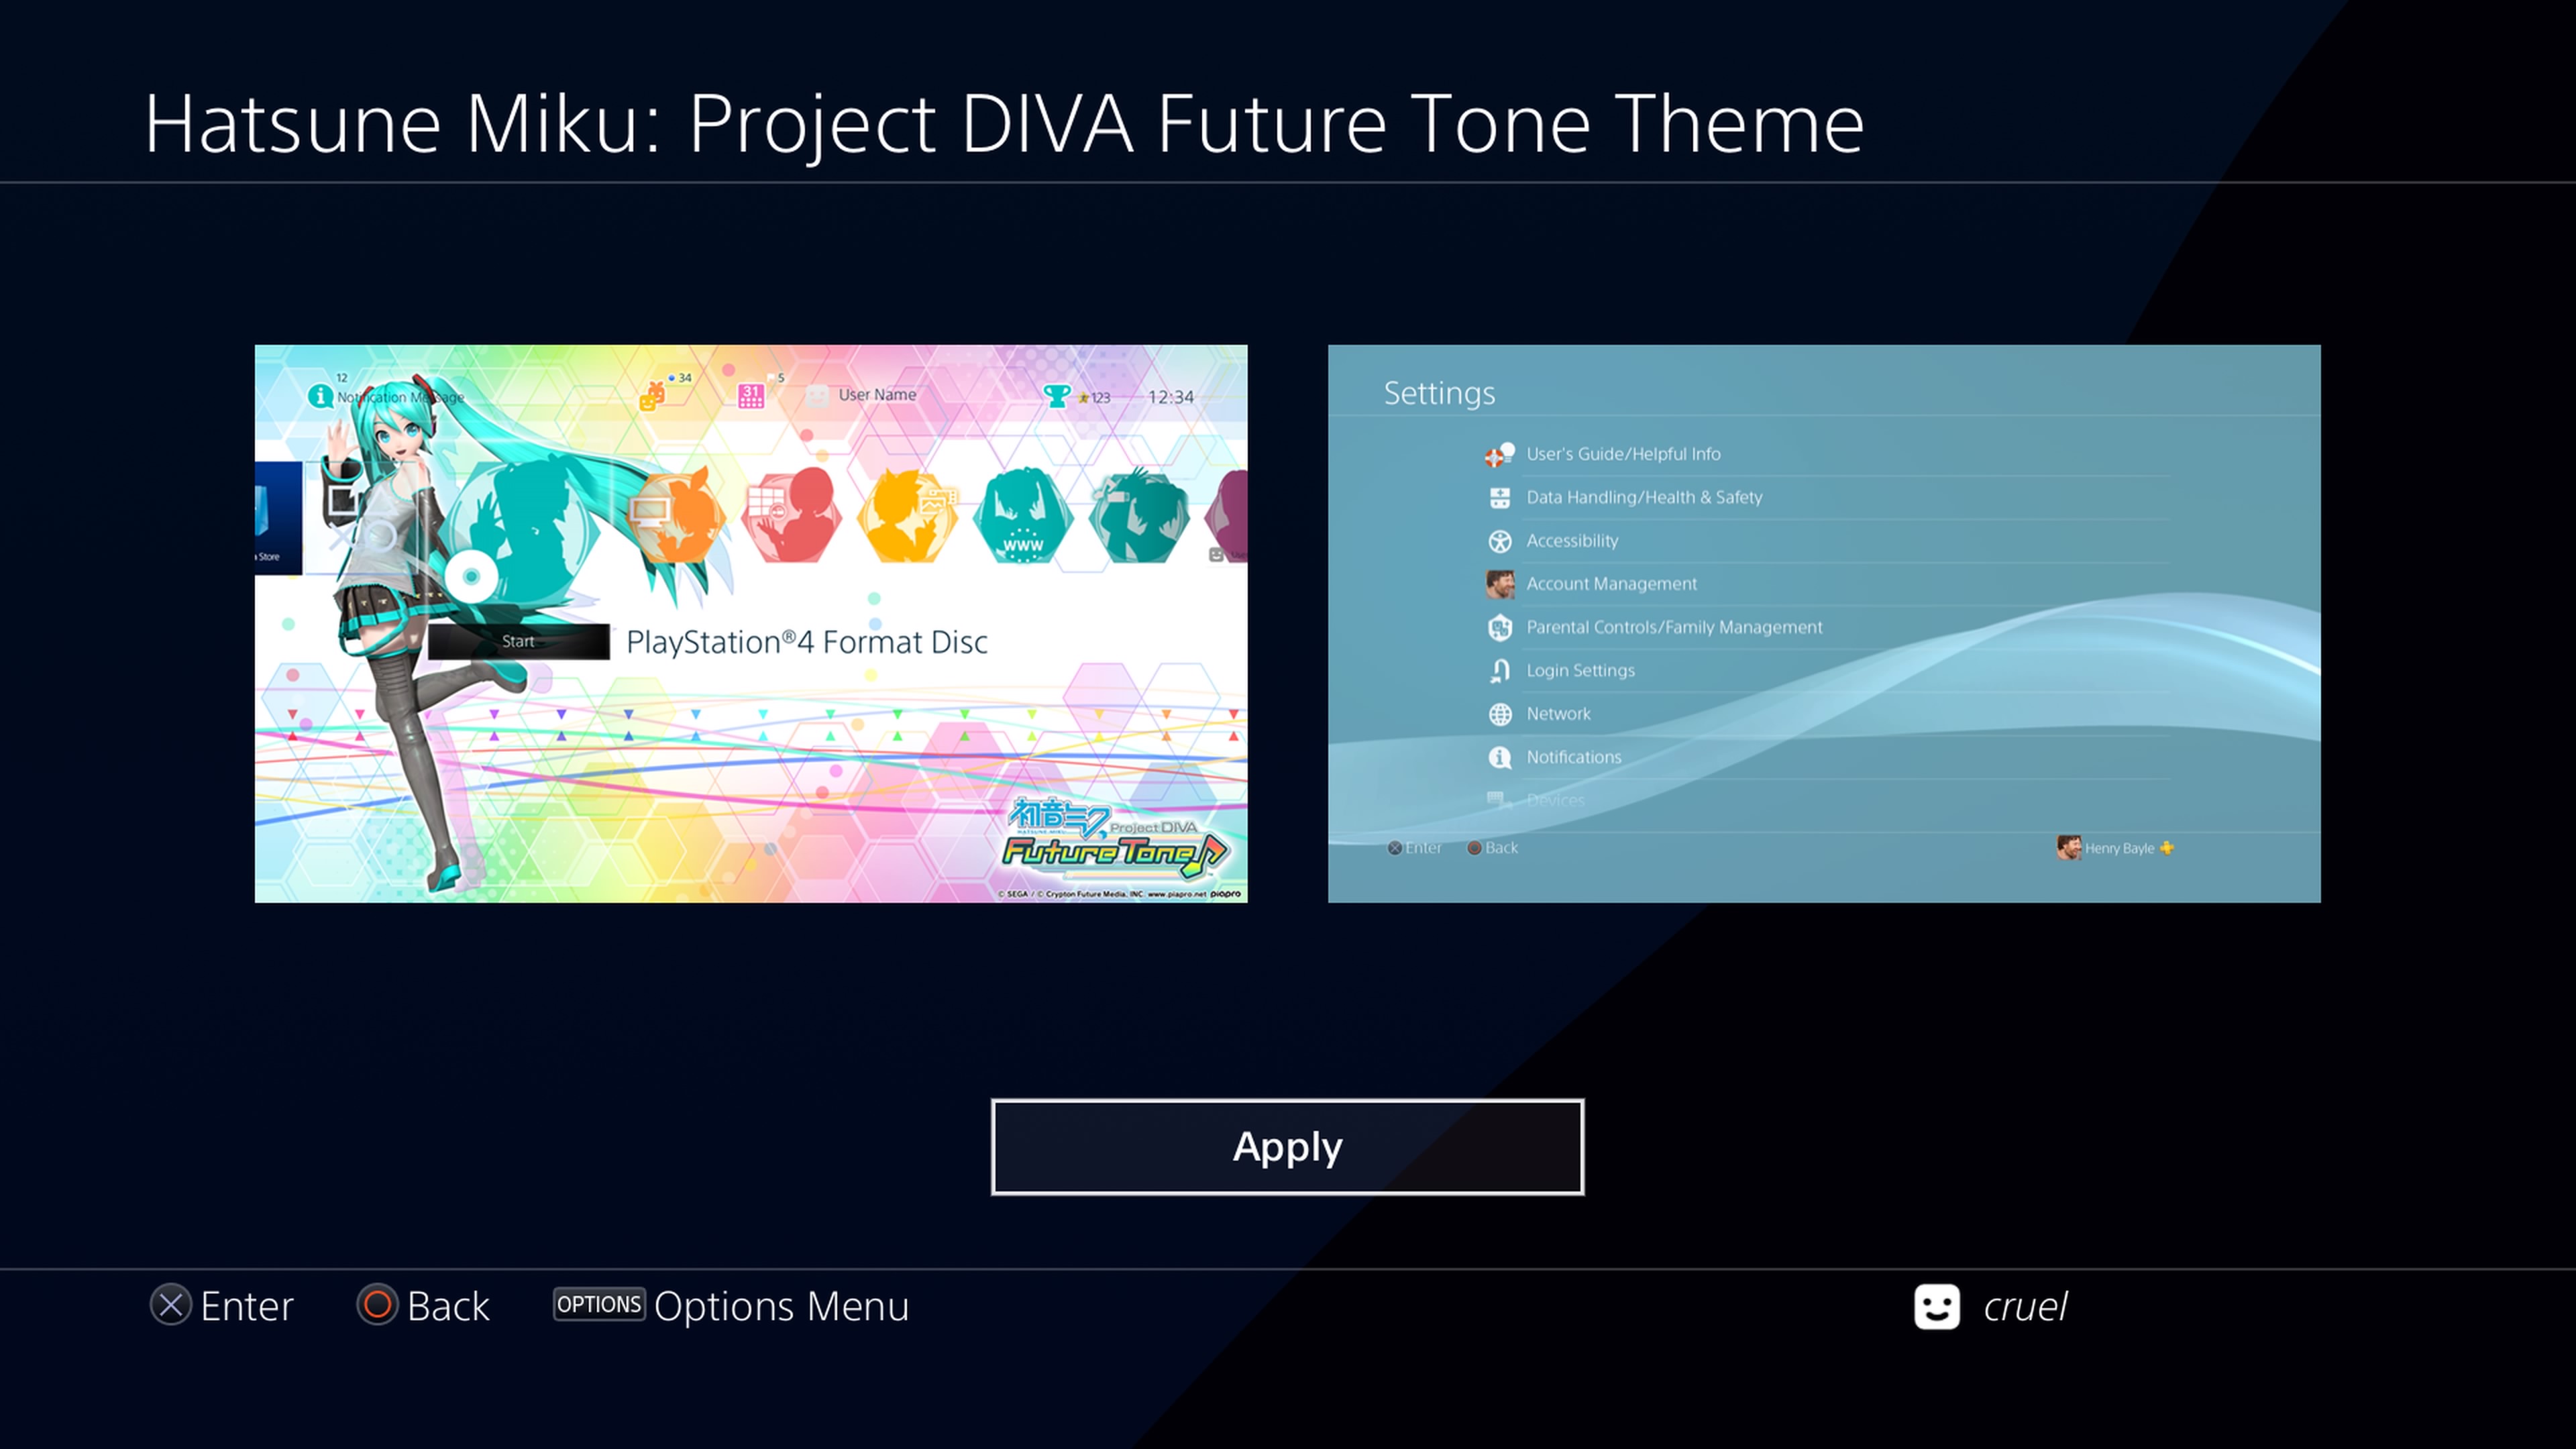 Hatsune Miku: Project DIVA Future Tone Theme
12
Notification Message
34
31
5
User Name
123
12:34
Store
WWW
Start
PlayStation®4 Format Disc
初音ミク
HATSUNE MIKU
Project DIVA
Future Tone
© SEGA / © Crypton Future Media, INC. www.piapro.net piapro
Settings
User's Guide/Helpful Info
Data Handling/Health & Safety
Accessibility
Account Management
Parental Controls/Family Management
Login Settings
Network
Notifications
Devices
Enter
Back
Henry Bayle
Apply
Enter
Back
OPTIONS Options Menu
cruel